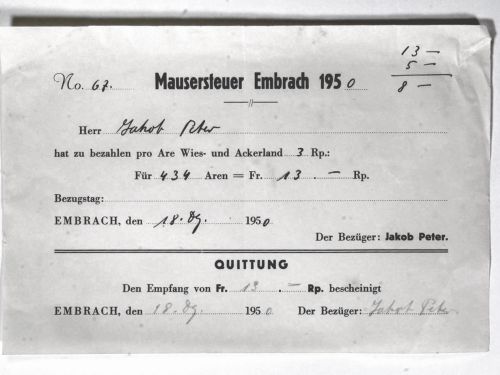 13 —
5 —
8 —
No. 67. Mausersteuer Embrach 1950
Herr Jakob Peter
hat zu bezahlen pro Are Wies- und Ackerland 3 Rp.:
Für 434 Aren = Fr. 13 . — Rp.
Bezugstag:
EMBRACH, den 18. Dz. 1950
Der Bezüger: Jakob Peter.
QUITTUNG
Den Empfang von Fr. 13 . — Rp. bescheinigt
EMBRACH, den 18 Dz. 1950 Der Bezüger: Jakob Peter